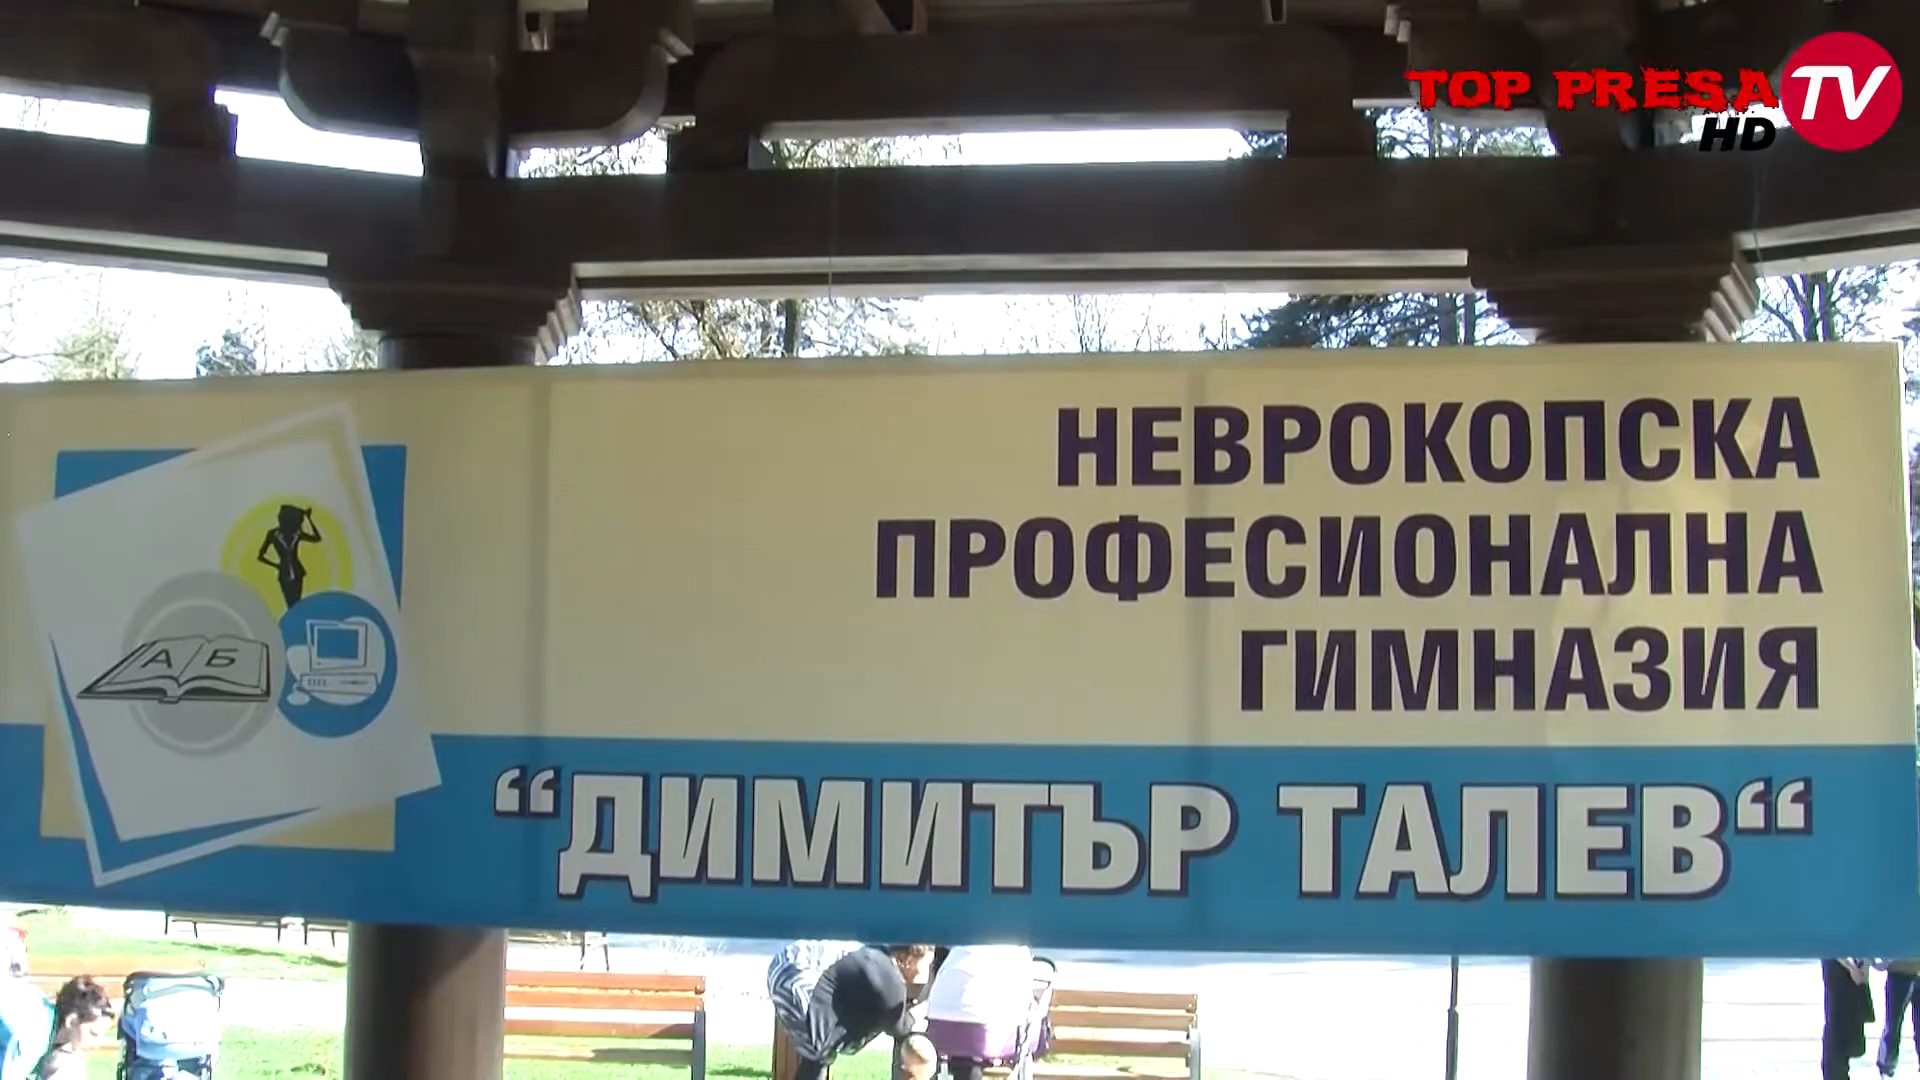 TOP PRESA TV
HD
НЕВРОКОПСКА
ПРОФЕСИОНАЛНА
ГИМНАЗИЯ
А Б
“ДИМИТЪР ТАЛЕВ“